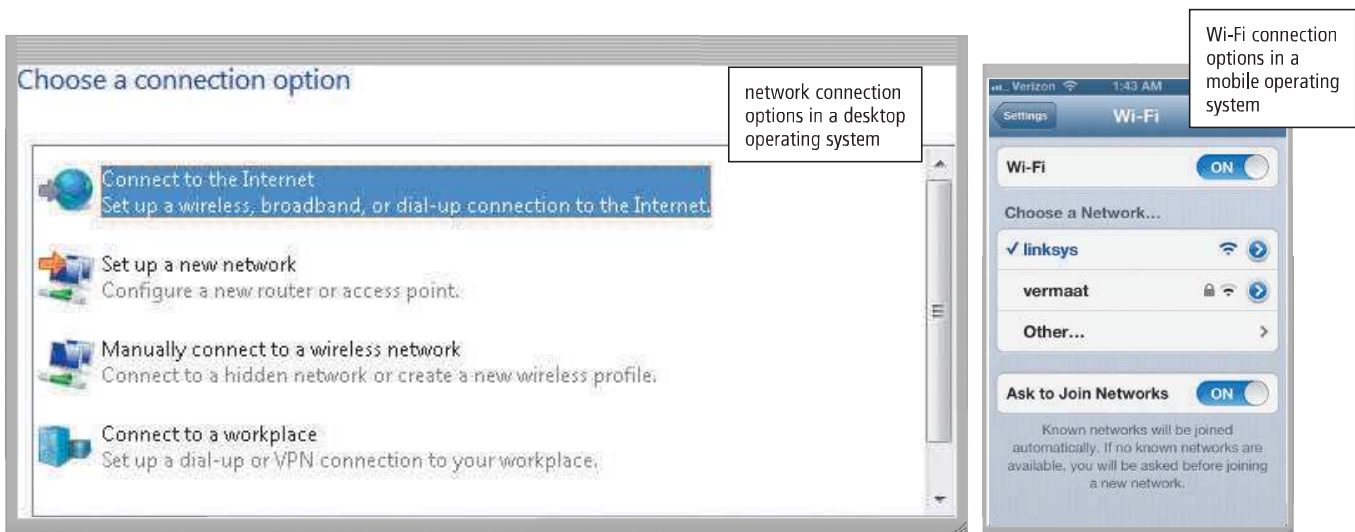 Choose a connection option
network connection
options in a desktop
operating system
Connect to the Internet
Set up a wireless, broadband, or dial-up connection to the Internet.
Set up a new network
Configure a new router or access point.
Manually connect to a wireless network
Connect to a hidden network or create a new wireless profile.
Connect to a workplace
Set up a dial-up or VPN connection to your workplace.
Wi-Fi connection
options in a
mobile operating
system
Verizon 1:43 AM
Settings Wi-Fi
Wi-Fi ON
Choose a Network...
✓ linksys
vermaat
Other...
Ask to Join Networks ON
Known networks will be joined
automatically. If no known networks are
available, you will be asked before joining
a new network.